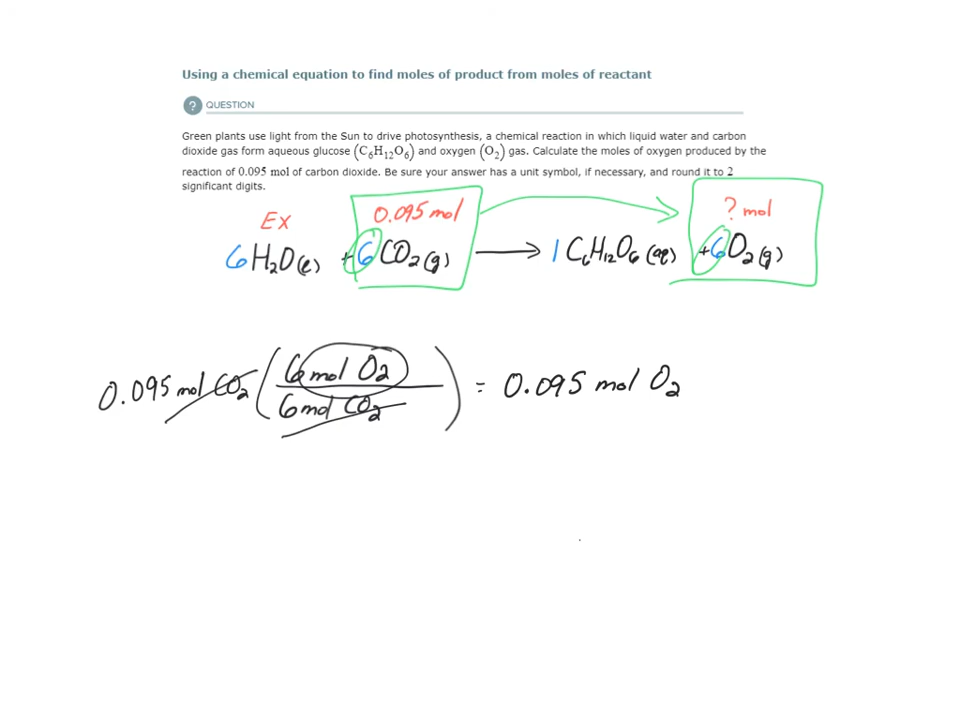 Using a chemical equation to find moles of product from moles of reactant
? QUESTION
Green plants use light from the Sun to drive photosynthesis, a chemical reaction in which liquid water and carbon
dioxide gas form aqueous glucose (C₆H₁₂O₆) and oxygen (O₂) gas. Calculate the moles of oxygen produced by the
reaction of 0.095 mol of carbon dioxide. Be sure your answer has a unit symbol, if necessary, and round it to 2
significant digits.
EX 0.095 mol ? mol
6H₂O(ℓ) + 6CO₂(g) → 1 C₆H₁₂O₆(aq) + 6O₂(g)
0.095 mol CO₂ (6 mol O₂ / 6 mol CO₂) = 0.095 mol O₂